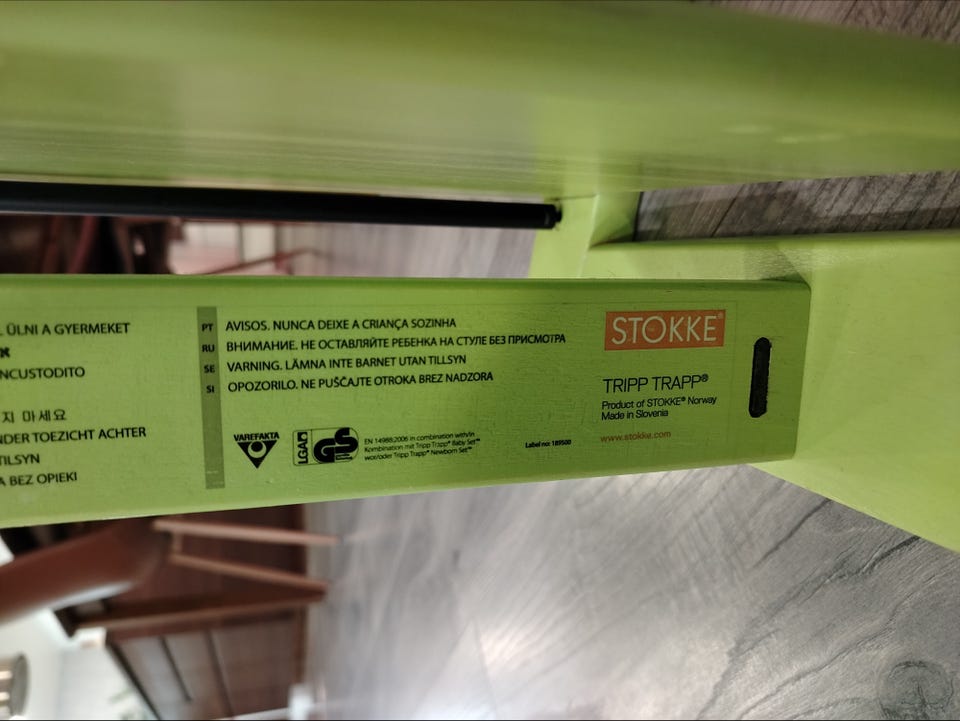 ÜLNI A GYERMEKET
NCUSTODITO
지 마세요
NDER TOEZICHT ACHTER
TILSYN
A BEZ OPIEKI
PT AVISOS. NUNCA DEIXE A CRIANÇA SOZINHA
RU ВНИМАНИЕ. НЕ ОСТАВЛЯЙТЕ РЕБЕНКА НА СТУЛЕ БЕЗ ПРИСМОТРА
SE VARNING. LÄMNA INTE BARNET UTAN TILLSYN
SI OPOZORILO. NE PUŠČAJTE OTROKA BREZ NADZORA
VAREFAKTA
LGA GS
EN 14988:2006 in combination with/in
Kombination mit Tripp Trapp® Baby Set™
wor/oder Tripp Trapp® Newborn Set™
Label no: 189500
STOKKE®
TRIPP TRAPP®
Product of STOKKE® Norway
Made in Slovenia
www.stokke.com